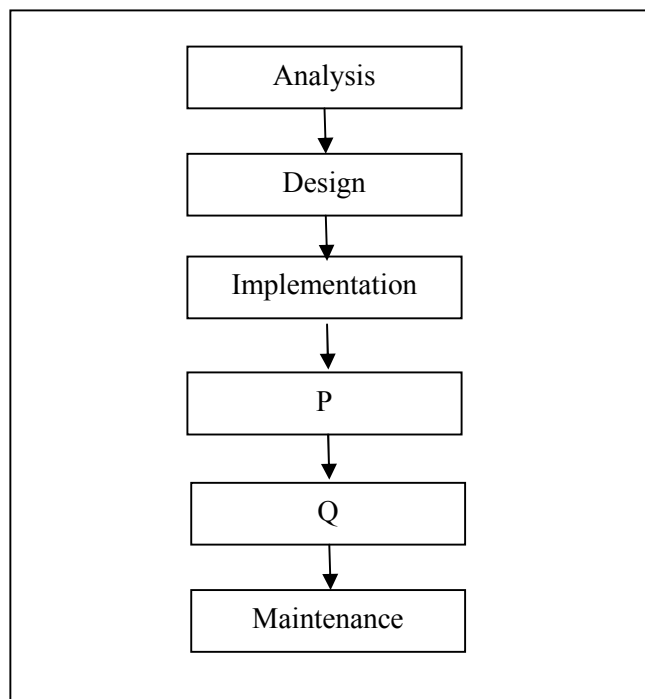 Analysis
Design
Implementation
P
Q
Maintenance